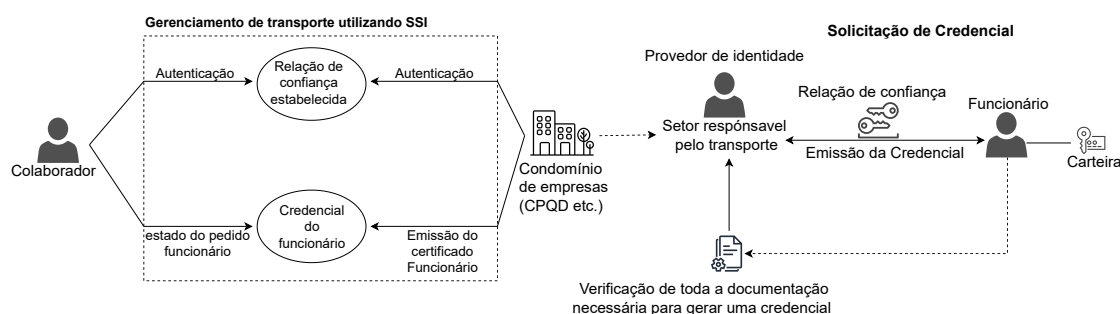 Gerenciamento de transporte utilizando SSI
Autenticação
Relação de
confiança
estabelecida
Autenticação
Colaborador
estado do pedido
funcionário
Credencial
do
funcionário
Emissão do
certificado
Funcionário
Condomínio
de empresas
(CPQD etc.)
Solicitação de Credencial
Provedor de identidade
Setor respónsavel
pelo transporte
Relação de confiança
Emissão da Credencial
Funcionário
Carteira
Verificação de toda a documentação
necessária para gerar uma credencial